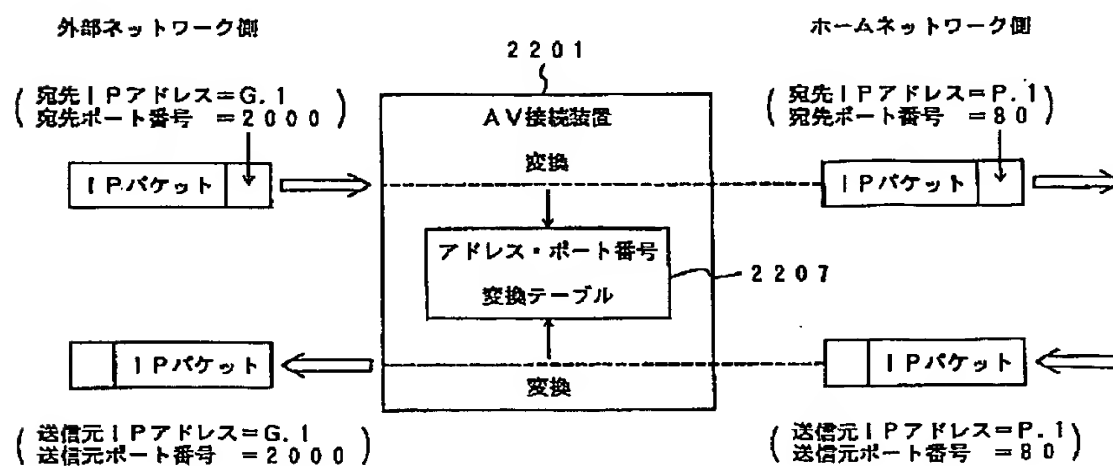 外部ネットワーク側
ホームネットワーク側
2201
(宛先IPアドレス=G.1
宛先ポート番号 =2000)
AV接続装置
(宛先IPアドレス=P.1
宛先ポート番号 =80)
変換
IPパケット
IPパケット
アドレス・ポート番号
変換テーブル
2207
IPパケット
IPパケット
変換
(送信元IPアドレス=G.1
送信元ポート番号 =2000)
(送信元IPアドレス=P.1
送信元ポート番号 =80)